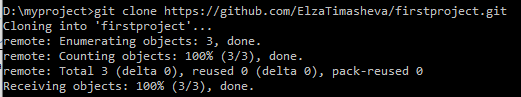 D:\myproject>git clone https://github.com/ElzaTimasheva/firstproject.git
Cloning into 'firstproject'...
remote: Enumerating objects: 3, done.
remote: Counting objects: 100% (3/3), done.
remote: Total 3 (delta 0), reused 0 (delta 0), pack-reused 0
Receiving objects: 100% (3/3), done.